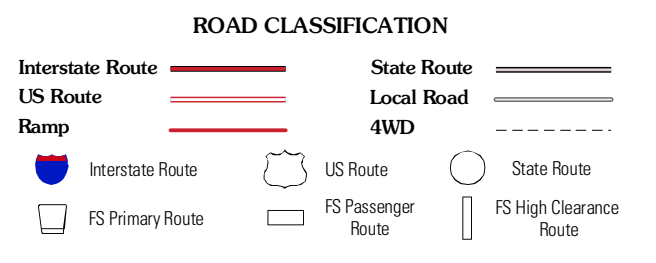 ROAD CLASSIFICATION
Interstate Route
State Route
US Route
Local Road
Ramp
4WD
Interstate Route
US Route
State Route
FS Primary Route
FS Passenger
Route
FS High Clearance
Route